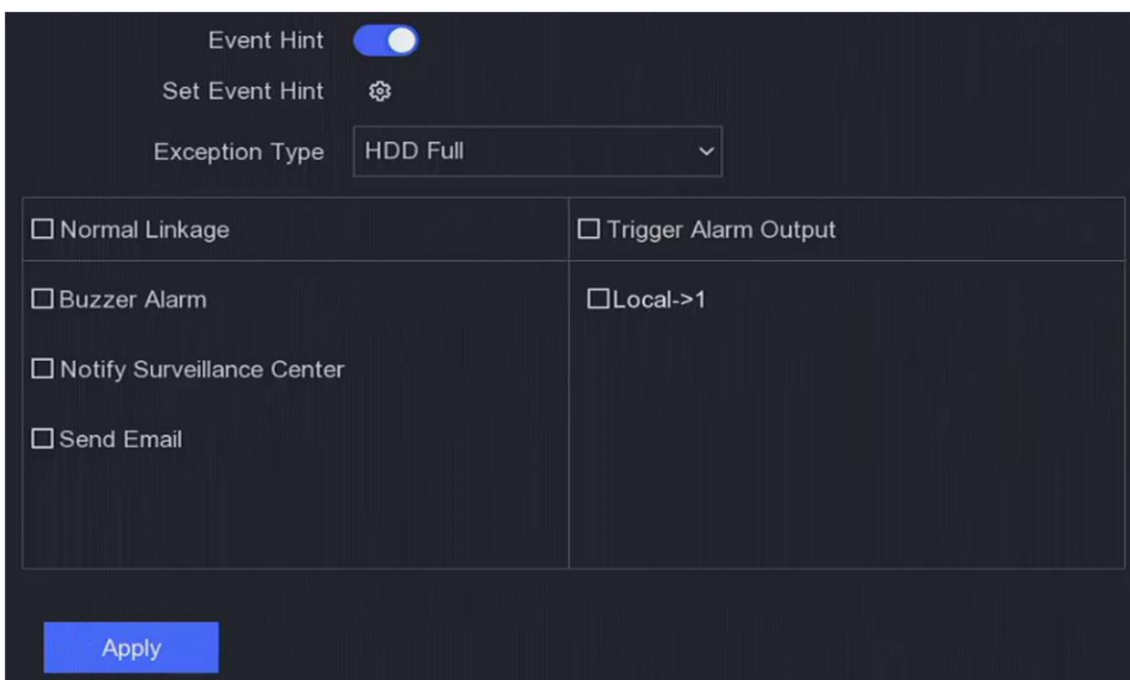 Event Hint
Set Event Hint
Exception Type HDD Full
Normal Linkage Trigger Alarm Output
Buzzer Alarm Local->1
Notify Surveillance Center
Send Email
Apply